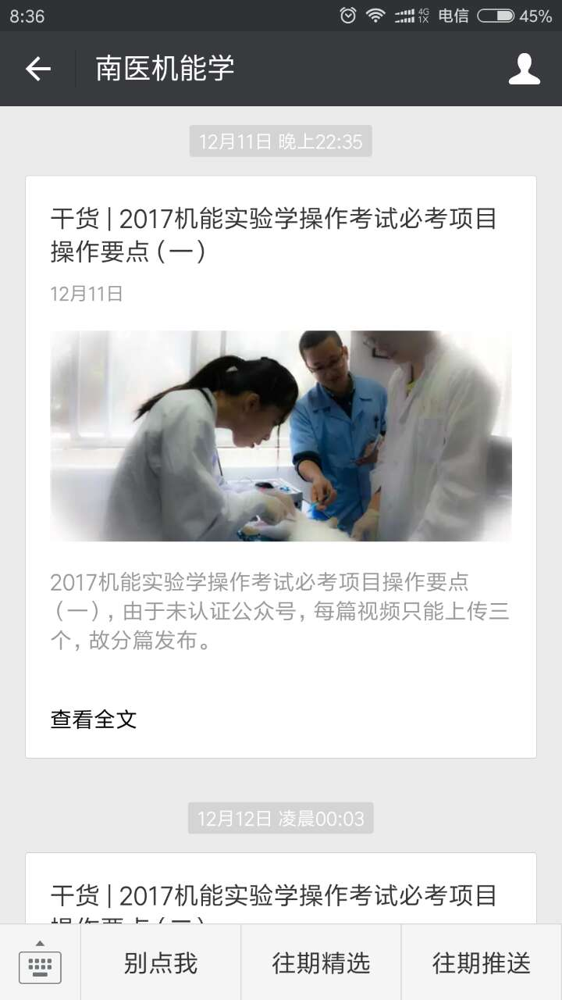 8:36 4G 1X 电信 45%
南医机能学
12月11日 晚上22:35
干货 | 2017机能实验学操作考试必考项目
操作要点（一）
12月11日
2017机能实验学操作考试必考项目操作要点
（一），由于未认证公众号，每篇视频只能上传三
个，故分篇发布。
查看全文
12月12日 凌晨00:03
干货 | 2017机能实验学操作考试必考项目
操作要点（二）
别点我 往期精选 往期推送